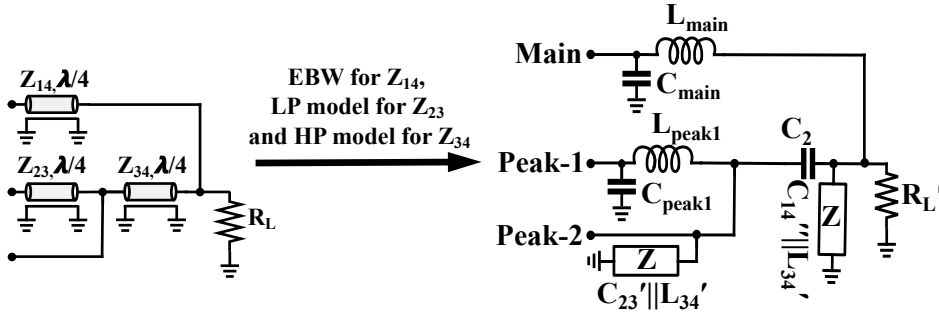 Z14,λ/4
Z23,λ/4
Z34,λ/4
RL
EBW for Z14,
LP model for Z23
and HP model for Z34
Main
Lmain
Cmain
Peak-1
Lpeak1
Cpeak1
Peak-2
Z
C23′||L34′
C2
Z
C14′′||L34′
RL′